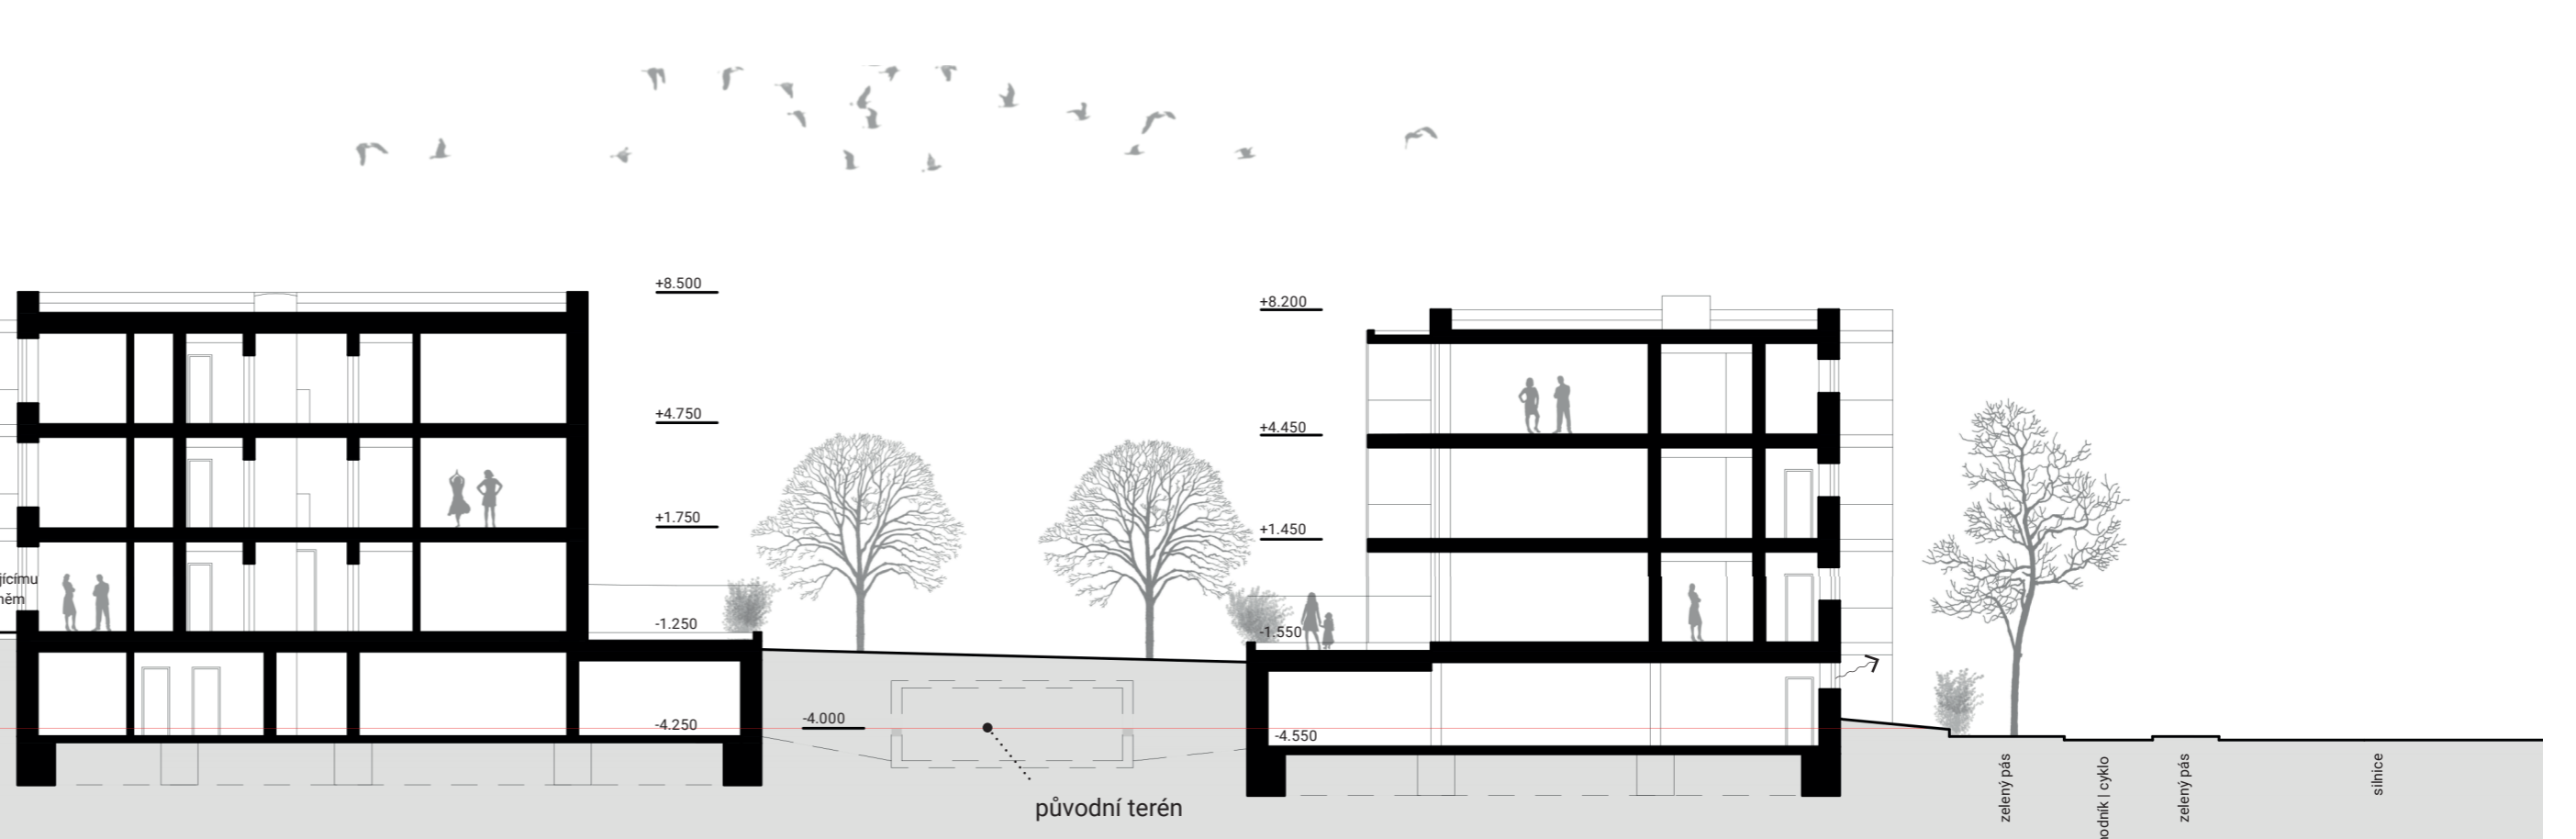 +8.500
+8.200
+4.750
+4.450
+1.750
+1.450
jícímu
něm
-1.250
-1.550
-4.000
-4.250
-4.550
původní terén
zelený pás
odník | cyklo
zelený pás
silnice